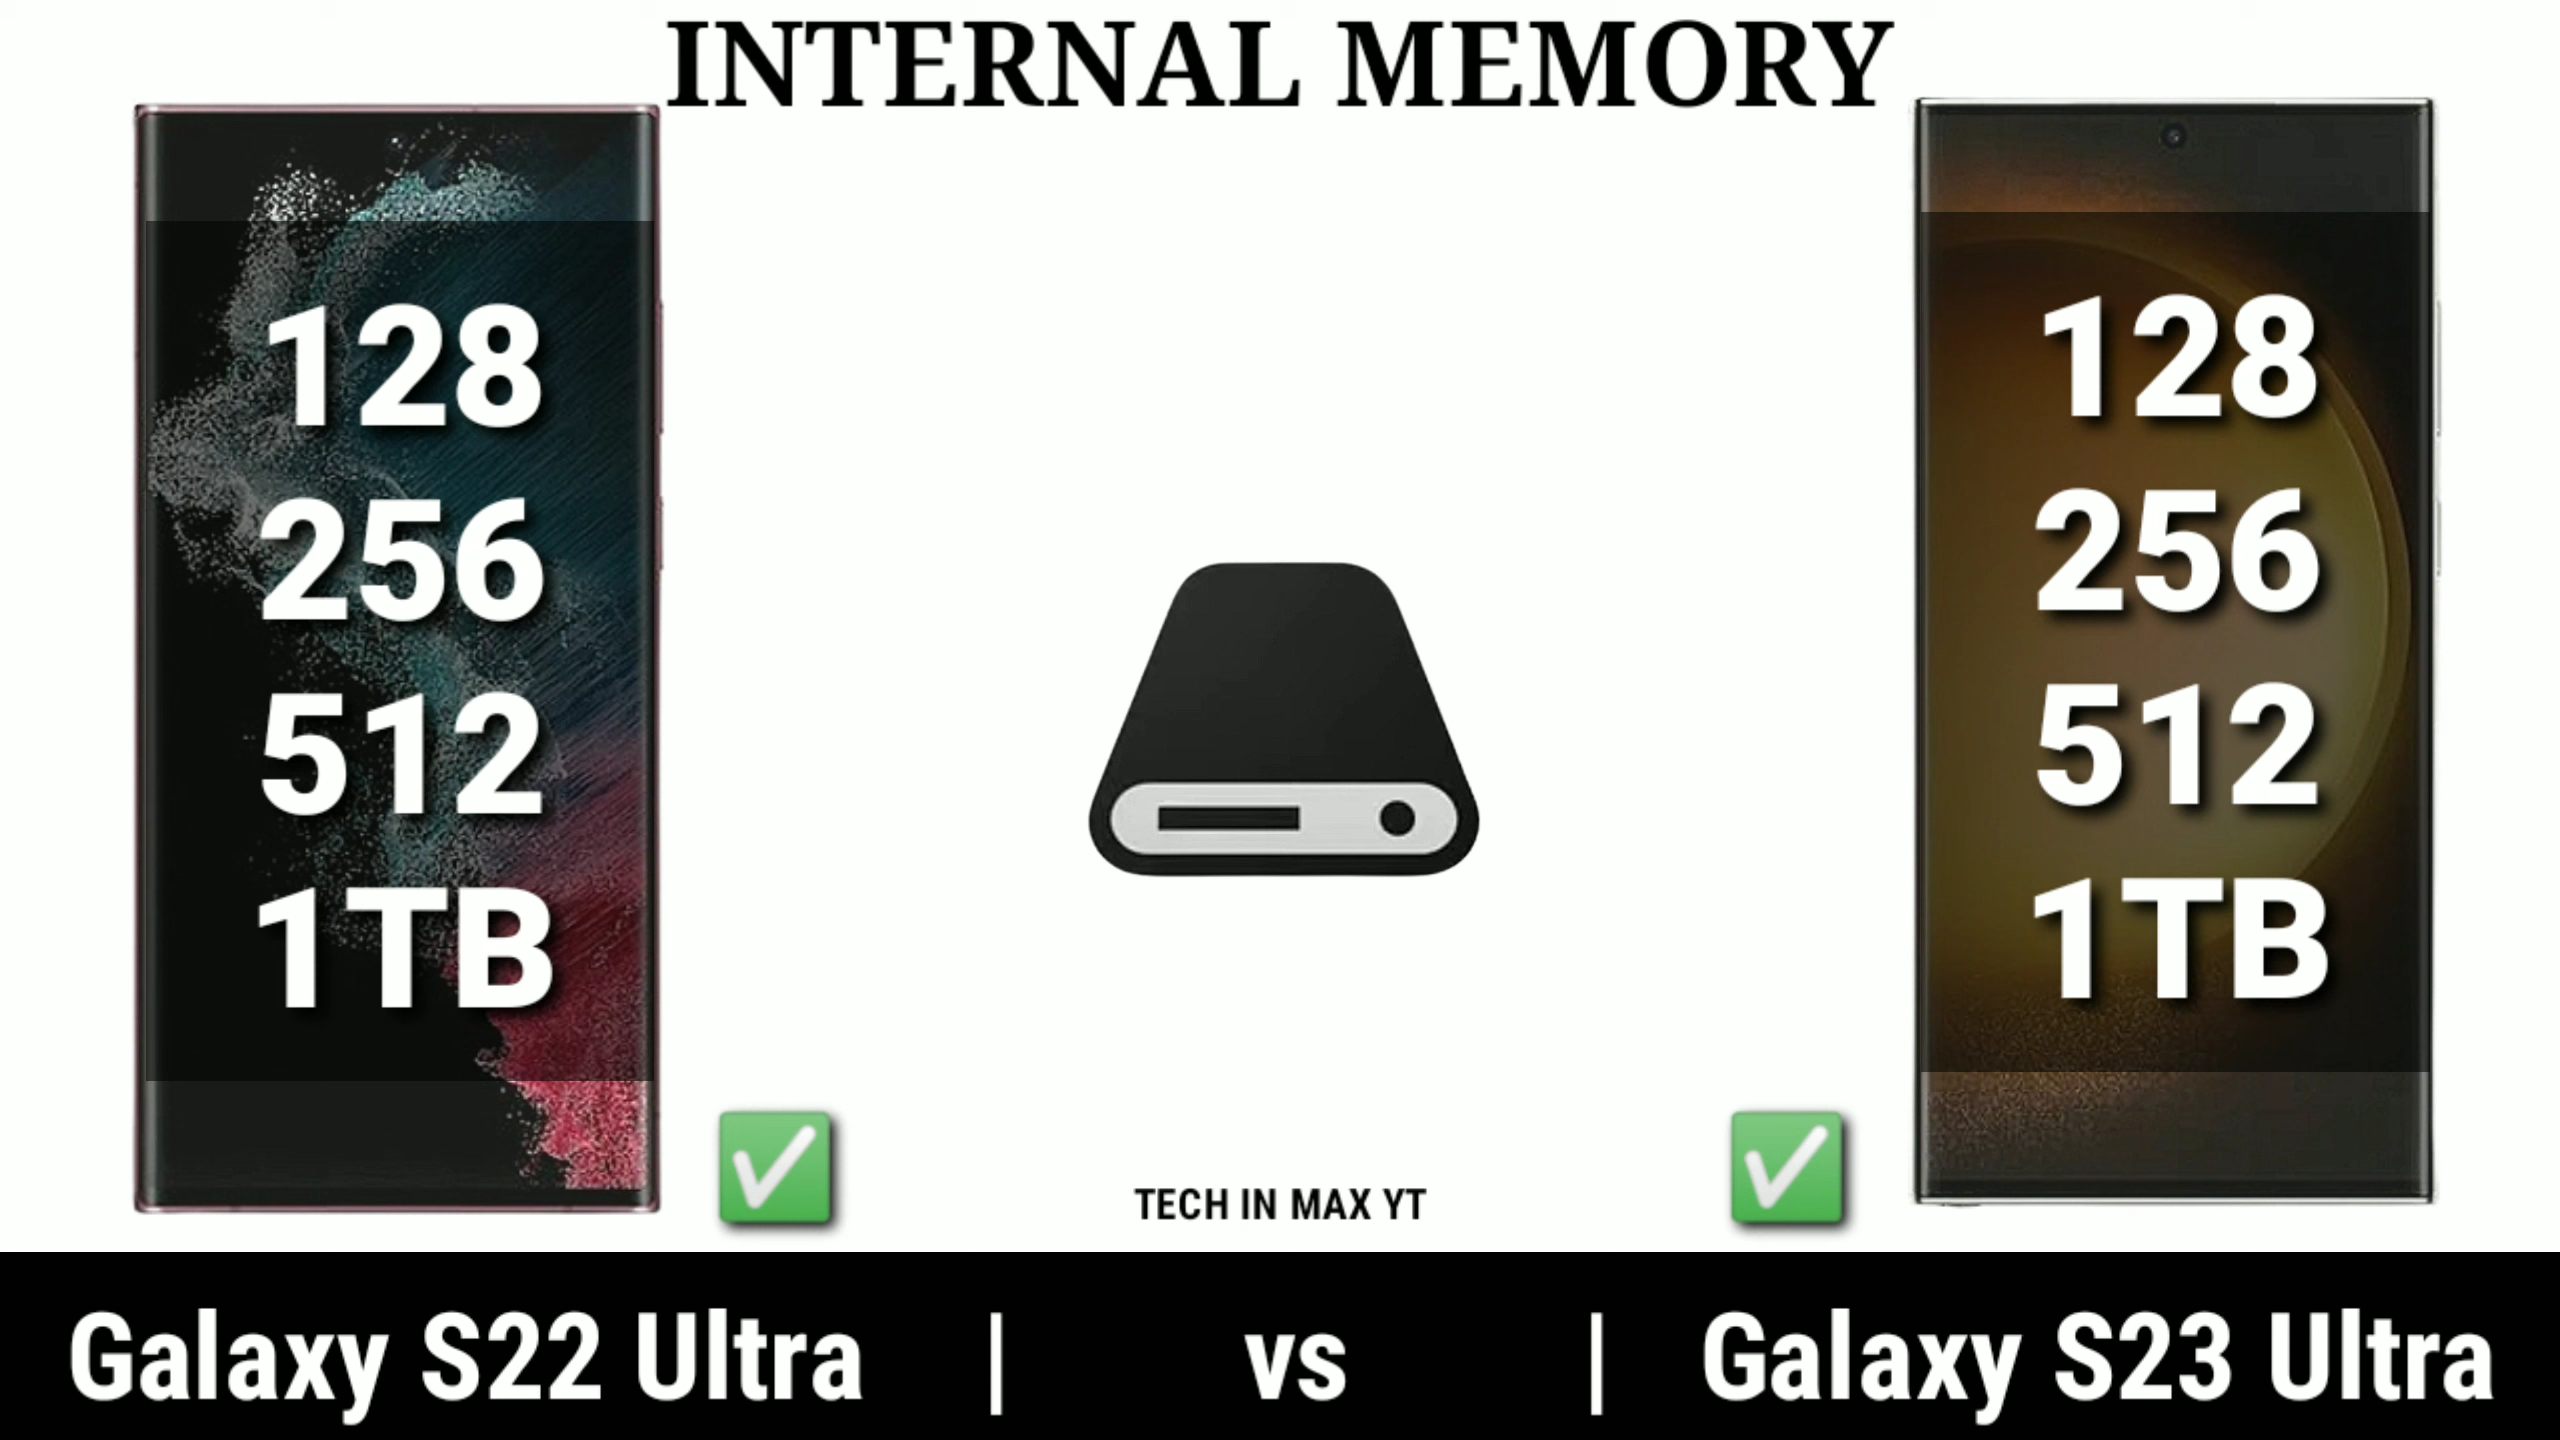 INTERNAL MEMORY
128
256
512
1TB
128
256
512
1TB
TECH IN MAX YT
Galaxy S22 Ultra | vs | Galaxy S23 Ultra